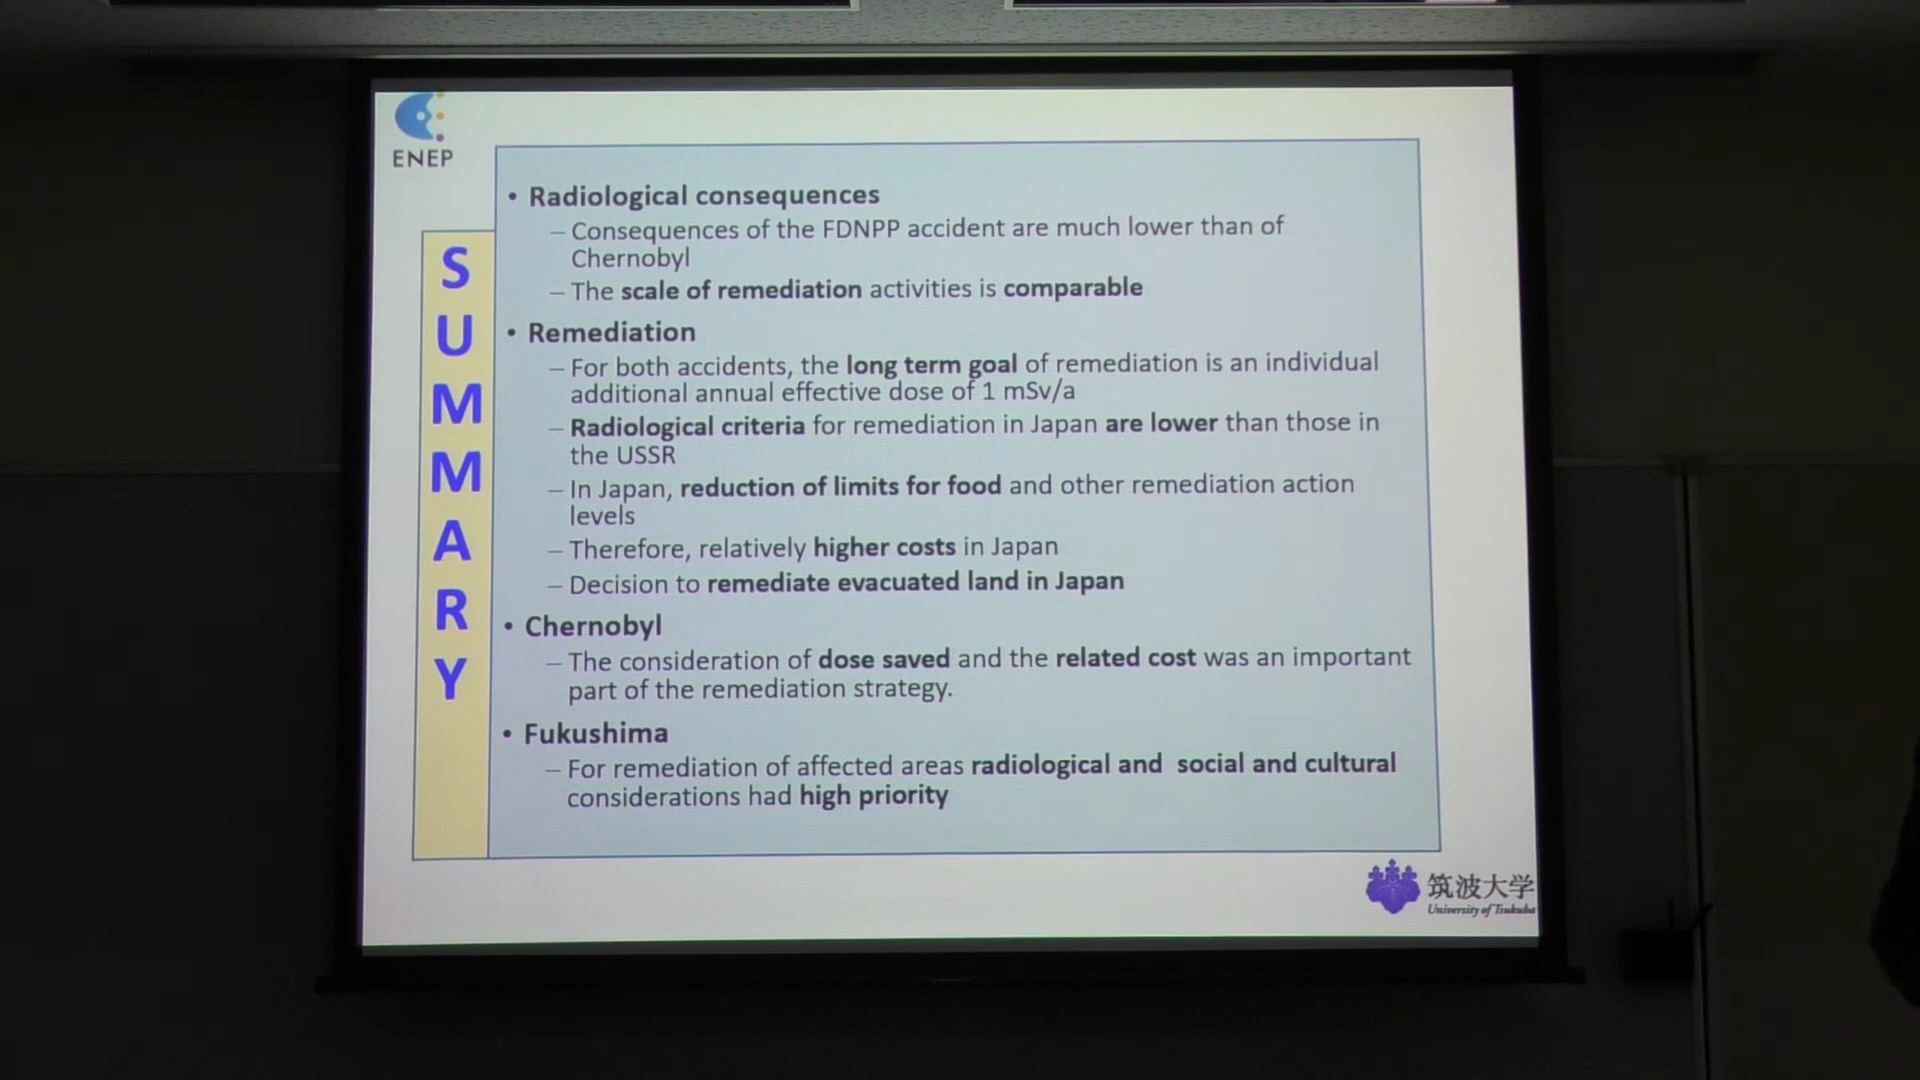 ENEP
SUMMARY
• Radiological consequences
– Consequences of the FDNPP accident are much lower than of
Chernobyl
– The scale of remediation activities is comparable
• Remediation
– For both accidents, the long term goal of remediation is an individual
additional annual effective dose of 1 mSv/a
– Radiological criteria for remediation in Japan are lower than those in
the USSR
– In Japan, reduction of limits for food and other remediation action
levels
– Therefore, relatively higher costs in Japan
– Decision to remediate evacuated land in Japan
• Chernobyl
– The consideration of dose saved and the related cost was an important
part of the remediation strategy.
• Fukushima
– For remediation of affected areas radiological and  social and cultural
considerations had high priority
筑波大学
University of Tsukuba